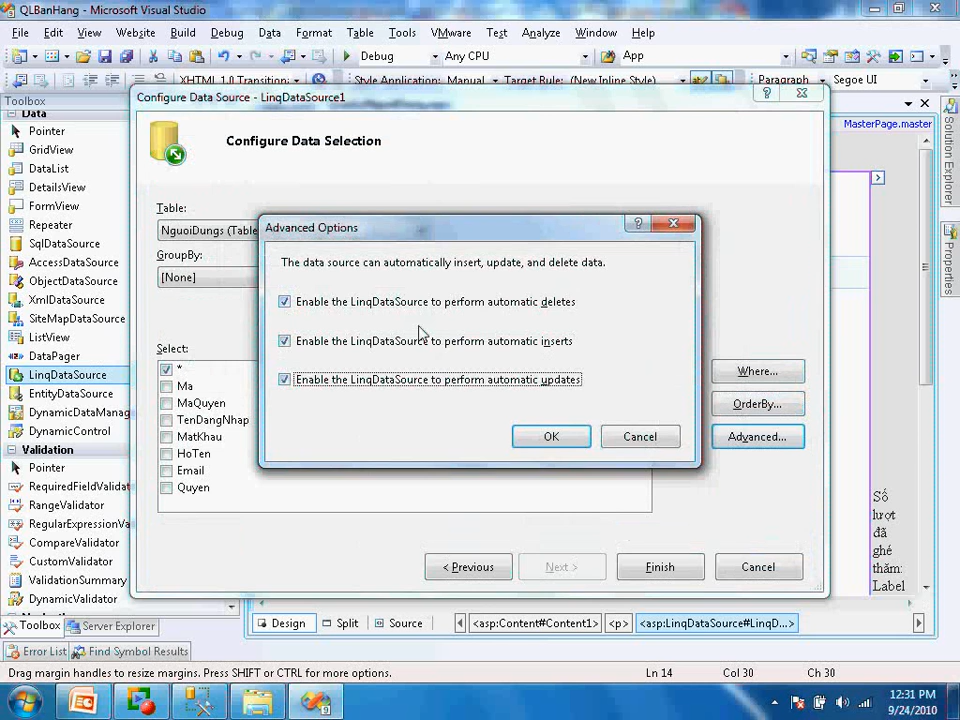 QLBanHang - Microsoft Visual Studio
File Edit View Website Build Debug Data Format Table Tools VMware Test Analyze Window Help
Debug Any CPU App
XHTML 1.0 Transition Style Application: Manual Target Rule: (New Inline Style) Paragraph Segoe UI
Toolbox
Data
Pointer
GridView
DataList
DetailsView
FormView
Repeater
SqlDataSource
AccessDataSource
ObjectDataSource
XmlDataSource
SiteMapDataSource
ListView
DataPager
LinqDataSource
EntityDataSource
DynamicDataManag
DynamicControl
Validation
Pointer
RequiredFieldValidat
RangeValidator
RegularExpressionVa
CompareValidator
CustomValidator
ValidationSummary
DynamicValidator
Toolbox Server Explorer
Configure Data Source - LinqDataSource1
Configure Data Selection
Table:
NguoiDungs (Table
GroupBy:
[None]
Select:
*
Ma
MaQuyen
TenDangNhap
MatKhau
HoTen
Email
Quyen
Where...
OrderBy...
Advanced...
< Previous Next > Finish Cancel
Advanced Options
The data source can automatically insert, update, and delete data.
Enable the LinqDataSource to perform automatic deletes
Enable the LinqDataSource to perform automatic inserts
Enable the LinqDataSource to perform automatic updates
OK Cancel
MasterPage.master
Solution Explorer
Properties
Số
lượt
đã
ghé
thăm:
Label
Design Split Source <asp:Content#Content1> <p> <asp:LinqDataSource#LinqD...>
Error List Find Symbol Results
Drag margin handles to resize margins. Press SHIFT or CTRL for more options. Ln 14 Col 30 Ch 30
12:31 PM
9/24/2010